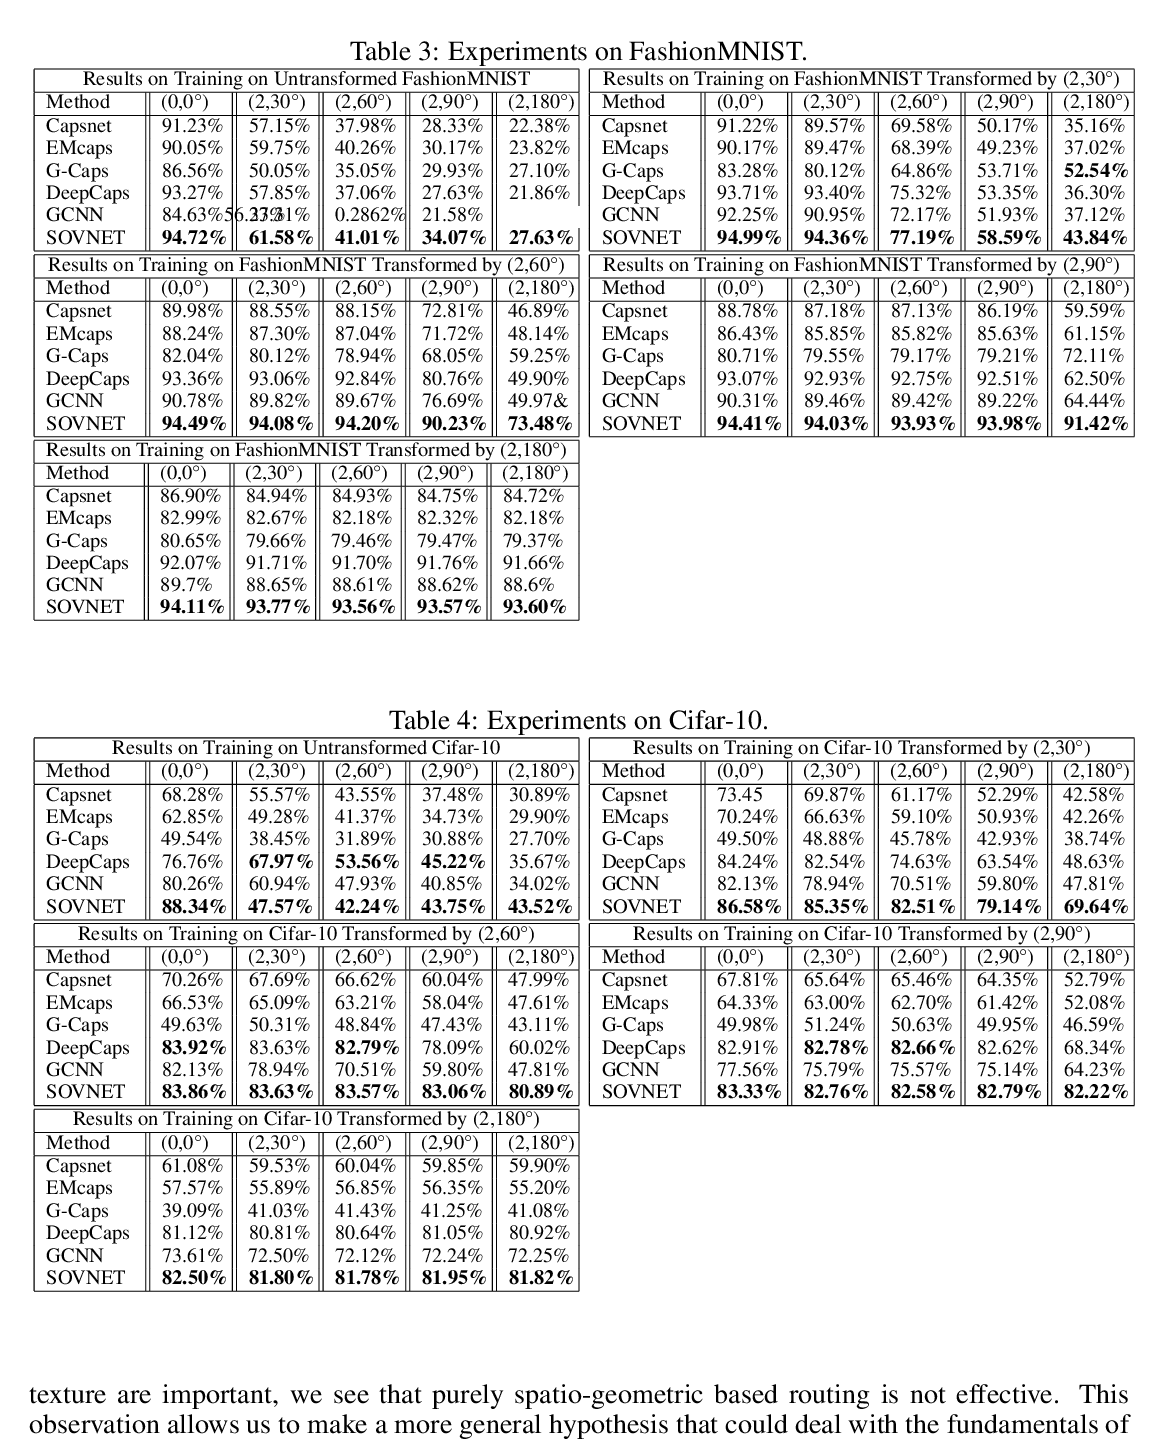 Table 3: Experiments on FashionMNIST.
Results on Training on Untransformed FashionMNIST
Method (0,0°) (2,30°) (2,60°) (2,90°) (2,180°)
Capsnet 91.23% 57.15% 37.98% 28.33% 22.38%
EMcaps 90.05% 59.75% 40.26% 30.17% 23.82%
G-Caps 86.56% 50.05% 35.05% 29.93% 27.10%
DeepCaps 93.27% 57.85% 37.06% 27.63% 21.86%
GCNN 84.63% 0.2862% 21.58%
SOVNET 94.72% 61.58% 41.01% 34.07% 27.63%
Results on Training on FashionMNIST Transformed by (2,30°)
Method (0,0°) (2,30°) (2,60°) (2,90°) (2,180°)
Capsnet 91.22% 89.57% 69.58% 50.17% 35.16%
EMcaps 90.17% 89.47% 68.39% 49.23% 37.02%
G-Caps 83.28% 80.12% 64.86% 53.71% 52.54%
DeepCaps 93.71% 93.40% 75.32% 53.35% 36.30%
GCNN 92.25% 90.95% 72.17% 51.93% 37.12%
SOVNET 94.99% 94.36% 77.19% 58.59% 43.84%
Results on Training on FashionMNIST Transformed by (2,60°)
Method (0,0°) (2,30°) (2,60°) (2,90°) (2,180°)
Capsnet 89.98% 88.55% 88.15% 72.81% 46.89%
EMcaps 88.24% 87.30% 87.04% 71.72% 48.14%
G-Caps 82.04% 80.12% 78.94% 68.05% 59.25%
DeepCaps 93.36% 93.06% 92.84% 80.76% 49.90%
GCNN 90.78% 89.82% 89.67% 76.69% 49.97&
SOVNET 94.49% 94.08% 94.20% 90.23% 73.48%
Results on Training on FashionMNIST Transformed by (2,90°)
Method (0,0°) (2,30°) (2,60°) (2,90°) (2,180°)
Capsnet 88.78% 87.18% 87.13% 86.19% 59.59%
EMcaps 86.43% 85.85% 85.82% 85.63% 61.15%
G-Caps 80.71% 79.55% 79.17% 79.21% 72.11%
DeepCaps 93.07% 92.93% 92.75% 92.51% 62.50%
GCNN 90.31% 89.46% 89.42% 89.22% 64.44%
SOVNET 94.41% 94.03% 93.93% 93.98% 91.42%
Results on Training on FashionMNIST Transformed by (2,180°)
Method (0,0°) (2,30°) (2,60°) (2,90°) (2,180°)
Capsnet 86.90% 84.94% 84.93% 84.75% 84.72%
EMcaps 82.99% 82.67% 82.18% 82.32% 82.18%
G-Caps 80.65% 79.66% 79.46% 79.47% 79.37%
DeepCaps 92.07% 91.71% 91.70% 91.76% 91.66%
GCNN 89.7% 88.65% 88.61% 88.62% 88.6%
SOVNET 94.11% 93.77% 93.56% 93.57% 93.60%
Table 4: Experiments on Cifar-10.
Results on Training on Untransformed Cifar-10
Method (0,0°) (2,30°) (2,60°) (2,90°) (2,180°)
Capsnet 68.28% 55.57% 43.55% 37.48% 30.89%
EMcaps 62.85% 49.28% 41.37% 34.73% 29.90%
G-Caps 49.54% 38.45% 31.89% 30.88% 27.70%
DeepCaps 76.76% 67.97% 53.56% 45.22% 35.67%
GCNN 80.26% 60.94% 47.93% 40.85% 34.02%
SOVNET 88.34% 47.57% 42.24% 43.75% 43.52%
Results on Training on Cifar-10 Transformed by (2,30°)
Method (0,0°) (2,30°) (2,60°) (2,90°) (2,180°)
Capsnet 73.45 69.87% 61.17% 52.29% 42.58%
EMcaps 70.24% 66.63% 59.10% 50.93% 42.26%
G-Caps 49.50% 48.88% 45.78% 42.93% 38.74%
DeepCaps 84.24% 82.54% 74.63% 63.54% 48.63%
GCNN 82.13% 78.94% 70.51% 59.80% 47.81%
SOVNET 86.58% 85.35% 82.51% 79.14% 69.64%
Results on Training on Cifar-10 Transformed by (2,60°)
Method (0,0°) (2,30°) (2,60°) (2,90°) (2,180°)
Capsnet 70.26% 67.69% 66.62% 60.04% 47.99%
EMcaps 66.53% 65.09% 63.21% 58.04% 47.61%
G-Caps 49.63% 50.31% 48.84% 47.43% 43.11%
DeepCaps 83.92% 83.63% 82.79% 78.09% 60.02%
GCNN 82.13% 78.94% 70.51% 59.80% 47.81%
SOVNET 83.86% 83.63% 83.57% 83.06% 80.89%
Results on Training on Cifar-10 Transformed by (2,90°)
Method (0,0°) (2,30°) (2,60°) (2,90°) (2,180°)
Capsnet 67.81% 65.64% 65.46% 64.35% 52.79%
EMcaps 64.33% 63.00% 62.70% 61.42% 52.08%
G-Caps 49.98% 51.24% 50.63% 49.95% 46.59%
DeepCaps 82.91% 82.78% 82.66% 82.62% 68.34%
GCNN 77.56% 75.79% 75.57% 75.14% 64.23%
SOVNET 83.33% 82.76% 82.58% 82.79% 82.22%
Results on Training on Cifar-10 Transformed by (2,180°)
Method (0,0°) (2,30°) (2,60°) (2,90°) (2,180°)
Capsnet 61.08% 59.53% 60.04% 59.85% 59.90%
EMcaps 57.57% 55.89% 56.85% 56.35% 55.20%
G-Caps 39.09% 41.03% 41.43% 41.25% 41.08%
DeepCaps 81.12% 80.81% 80.64% 81.05% 80.92%
GCNN 73.61% 72.50% 72.12% 72.24% 72.25%
SOVNET 82.50% 81.80% 81.78% 81.95% 81.82%
texture are important, we see that purely spatio-geometric based routing is not effective. This
observation allows us to make a more general hypothesis that could deal with the fundamentals of